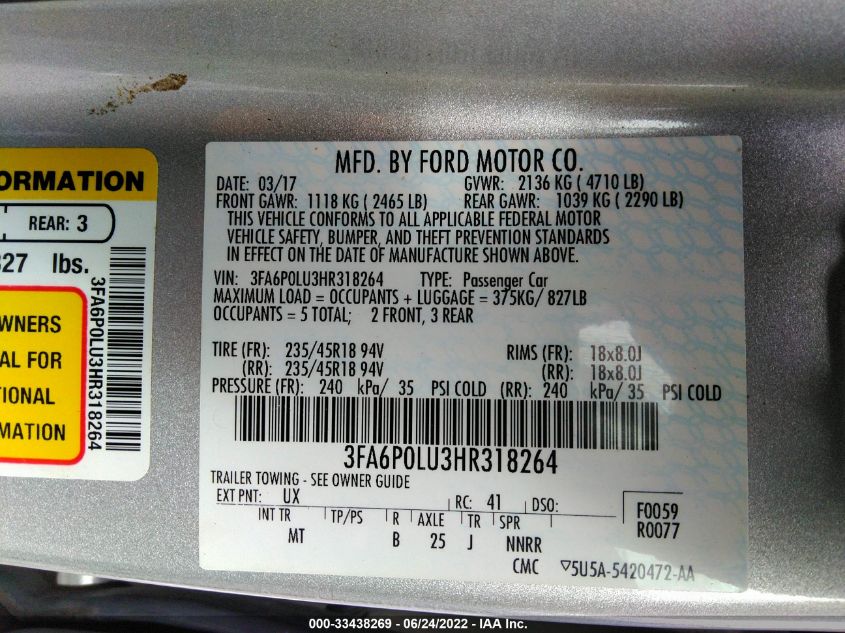 ORMATION
REAR: 3
827 lbs.
WNERS
AL FOR
TIONAL
MATION
3FA6P0LU3HR318264
MFD. BY FORD MOTOR CO.
DATE: 03/17 GVWR: 2136 KG ( 4710 LB)
FRONT GAWR: 1118 KG ( 2465 LB) REAR GAWR: 1039 KG ( 2290 LB)
THIS VEHICLE CONFORMS TO ALL APPLICABLE FEDERAL MOTOR
VEHICLE SAFETY, BUMPER, AND THEFT PREVENTION STANDARDS
IN EFFECT ON THE DATE OF MANUFACTURE SHOWN ABOVE.
VIN: 3FA6P0LU3HR318264 TYPE: Passenger Car
MAXIMUM LOAD = OCCUPANTS + LUGGAGE = 375KG/ 827LB
OCCUPANTS = 5 TOTAL; 2 FRONT, 3 REAR
TIRE (FR): 235/45R18 94V RIMS (FR): 18x8.0J
(RR): 235/45R18 94V (RR): 18x8.0J
PRESSURE (FR): 240 kPa/ 35 PSI COLD (RR): 240 kPa/ 35 PSI COLD
3FA6P0LU3HR318264
TRAILER TOWING - SEE OWNER GUIDE
EXT PNT: UX RC: 41 DSO:
F0059
R0077
INT TR TP/PS R AXLE TR SPR
MT B 25 J NNRR
CMC ▽5U5A-5420472-AA
000-33438269 - 06/24/2022 - IAA Inc.